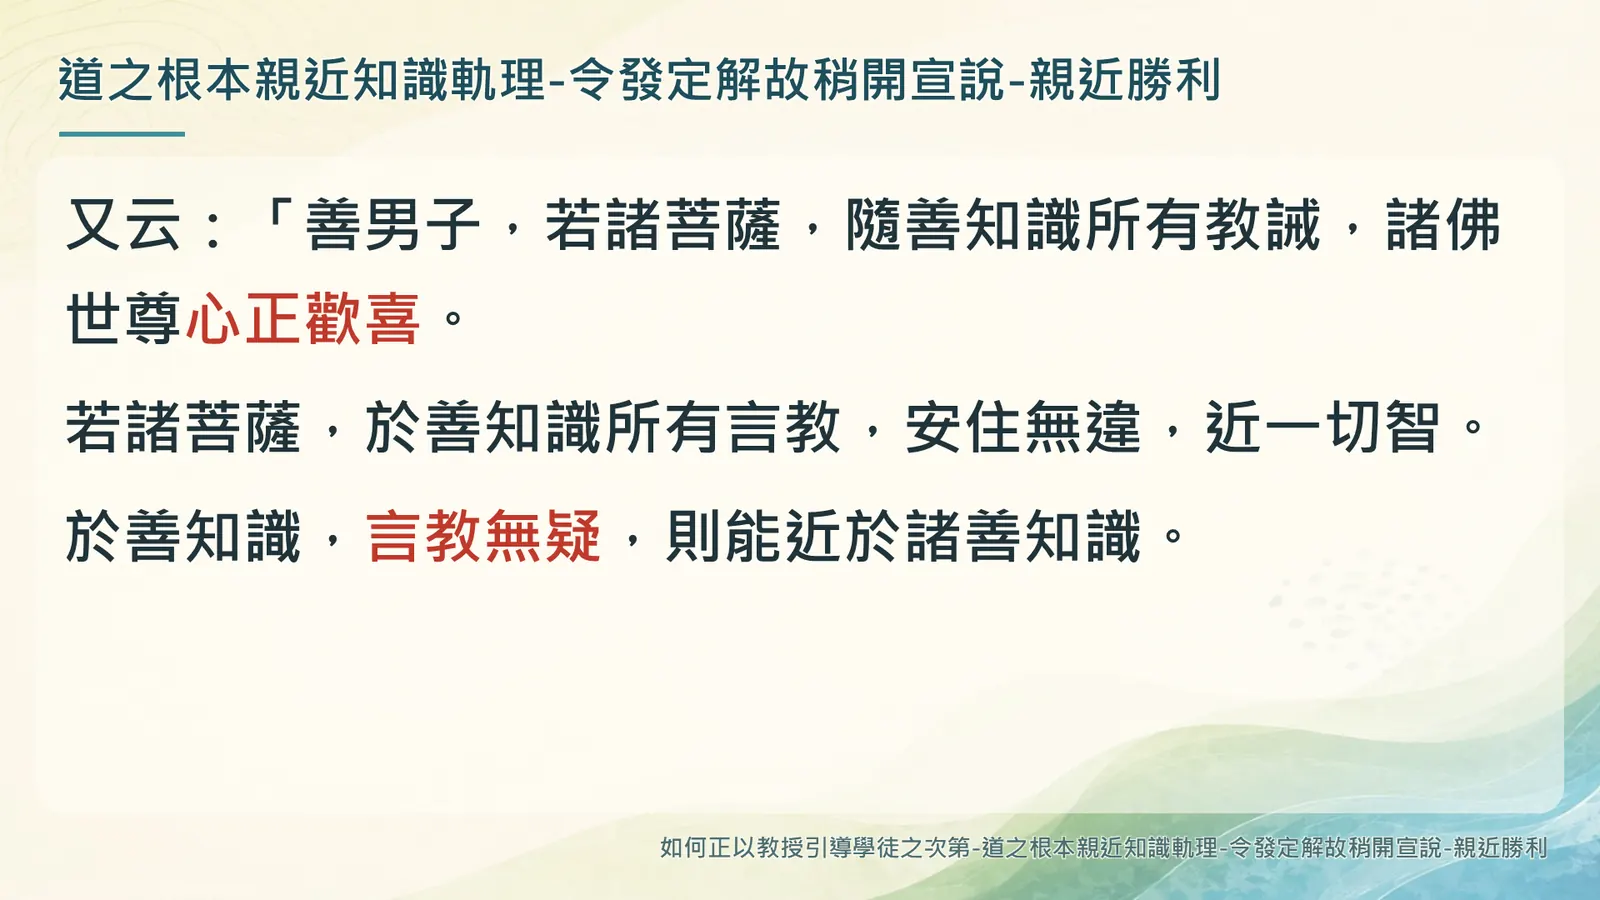 道之根本親近知識軌理-令發定解故稍開宣說-親近勝利
又云：「善男子，若諸菩薩，隨善知識所有教誡，諸佛
世尊心正歡喜。
若諸菩薩，於善知識所有言教，安住無違，近一切智。
於善知識，言教無疑，則能近於諸善知識。
如何正以教授引導學徒之次第-道之根本親近知識軌理-令發定解故稍開宣說-親近勝利